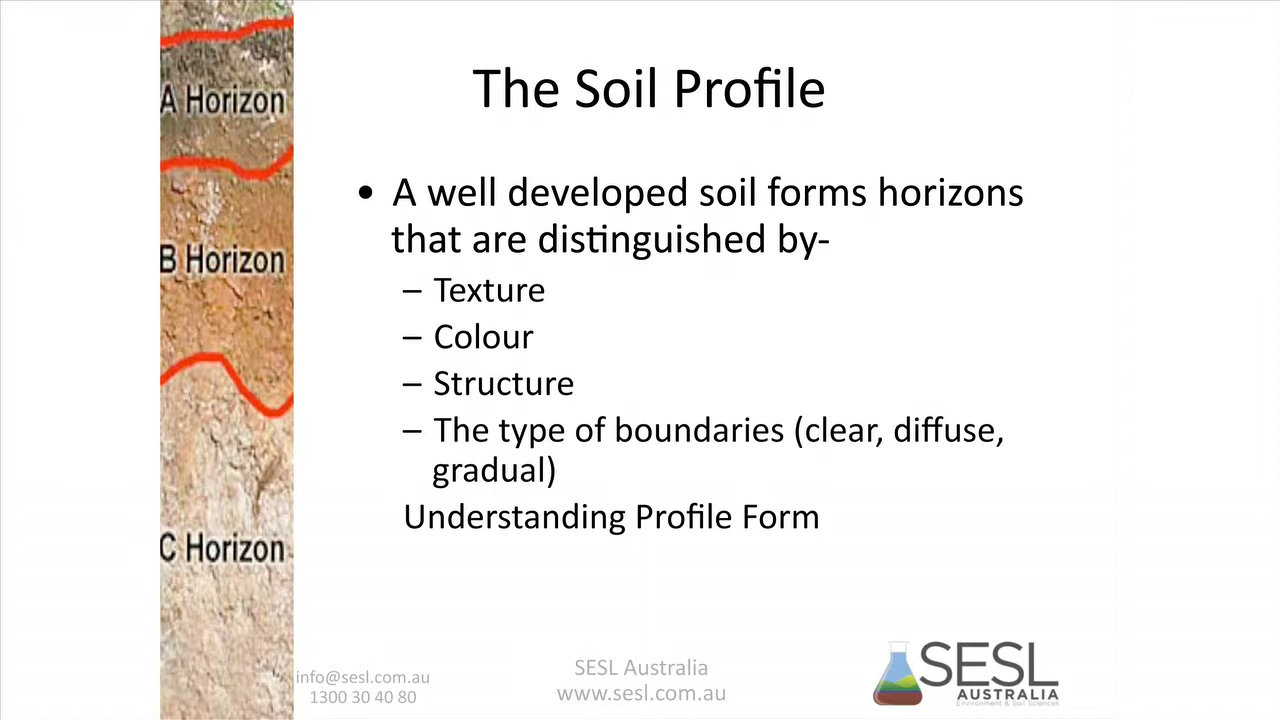 The Soil Profile
A Horizon
B Horizon
C Horizon
• A well developed soil forms horizons
that are distinguished by-
– Texture
– Colour
– Structure
– The type of boundaries (clear, diffuse,
gradual)
Understanding Profile Form
info@sesl.com.au
1300 30 40 80
SESL Australia
www.sesl.com.au
SESL
AUSTRALIA
Environment & Soil Sciences